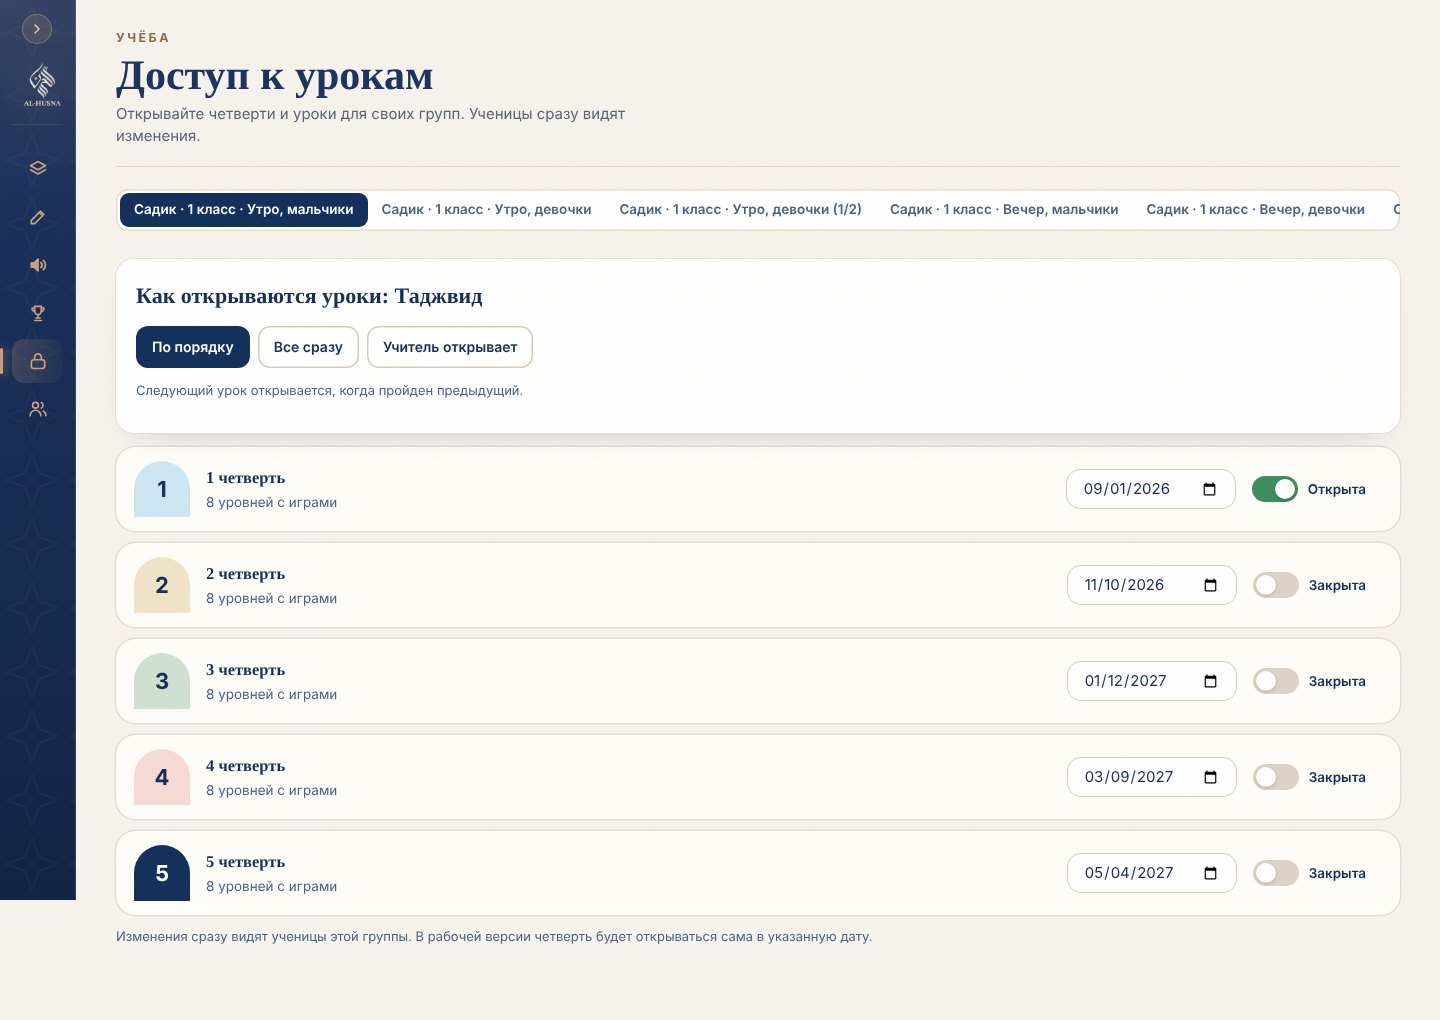 AL-HUSNA
УЧЁБА
Доступ к урокам
Открывайте четверти и уроки для своих групп. Ученицы сразу видят
изменения.
Садик · 1 класс · Утро, мальчики
Садик · 1 класс · Утро, девочки
Садик · 1 класс · Утро, девочки (1/2)
Садик · 1 класс · Вечер, мальчики
Садик · 1 класс · Вечер, девочки
Как открываются уроки: Таджвид
По порядку
Все сразу
Учитель открывает
Следующий урок открывается, когда пройден предыдущий.
1
1 четверть
8 уровней с играми
09/01/2026
Открыта
2
2 четверть
8 уровней с играми
11/10/2026
Закрыта
3
3 четверть
8 уровней с играми
01/12/2027
Закрыта
4
4 четверть
8 уровней с играми
03/09/2027
Закрыта
5
5 четверть
8 уровней с играми
05/04/2027
Закрыта
Изменения сразу видят ученицы этой группы. В рабочей версии четверть будет открываться сама в указанную дату.